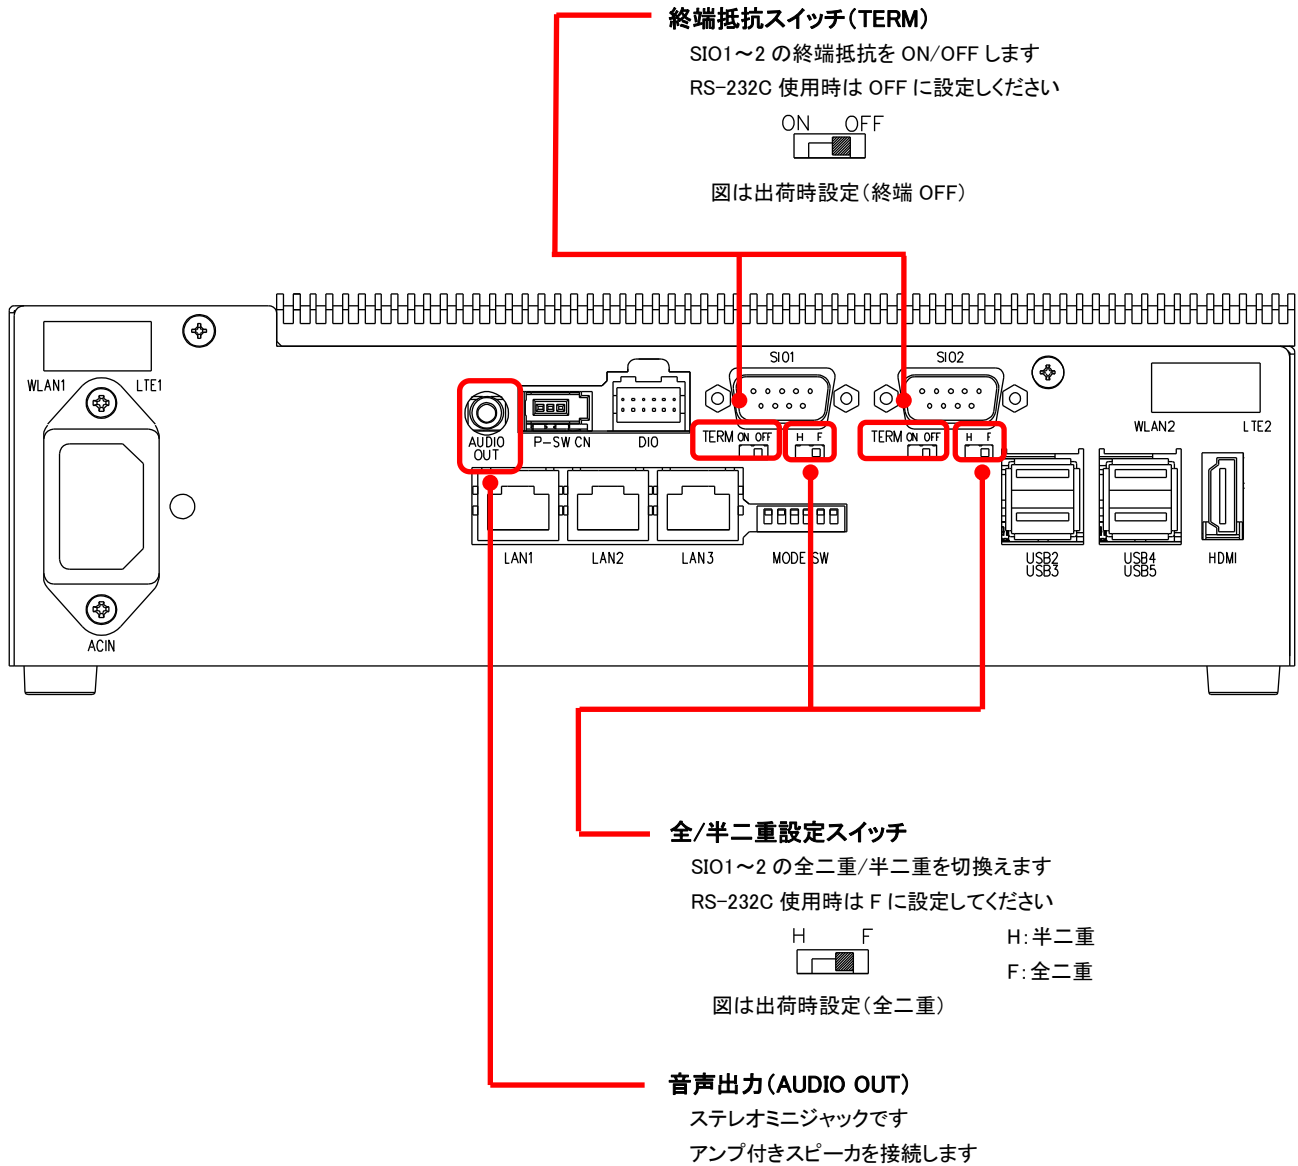 終端抵抗スイッチ(TERM)
SIO1～2 の終端抵抗を ON/OFF します
RS-232C 使用時は OFF に設定しください
ON OFF
図は出荷時設定(終端 OFF)
WLAN1 LTE1
SIO1
SIO2
WLAN2 LTE2
AUDIO
OUT
P-SW CN
DIO
TERM ON OFF
H F
TERM ON OFF
H F
ACIN
LAN1
LAN2
LAN3
MODE SW
USB2
USB3
USB4
USB5
HDMI
全/半二重設定スイッチ
SIO1～2 の全二重/半二重を切換えます
RS-232C 使用時は F に設定してください
H F
H:半二重
F:全二重
図は出荷時設定(全二重)
音声出力(AUDIO OUT)
ステレオミニジャックです
アンプ付きスピーカを接続します